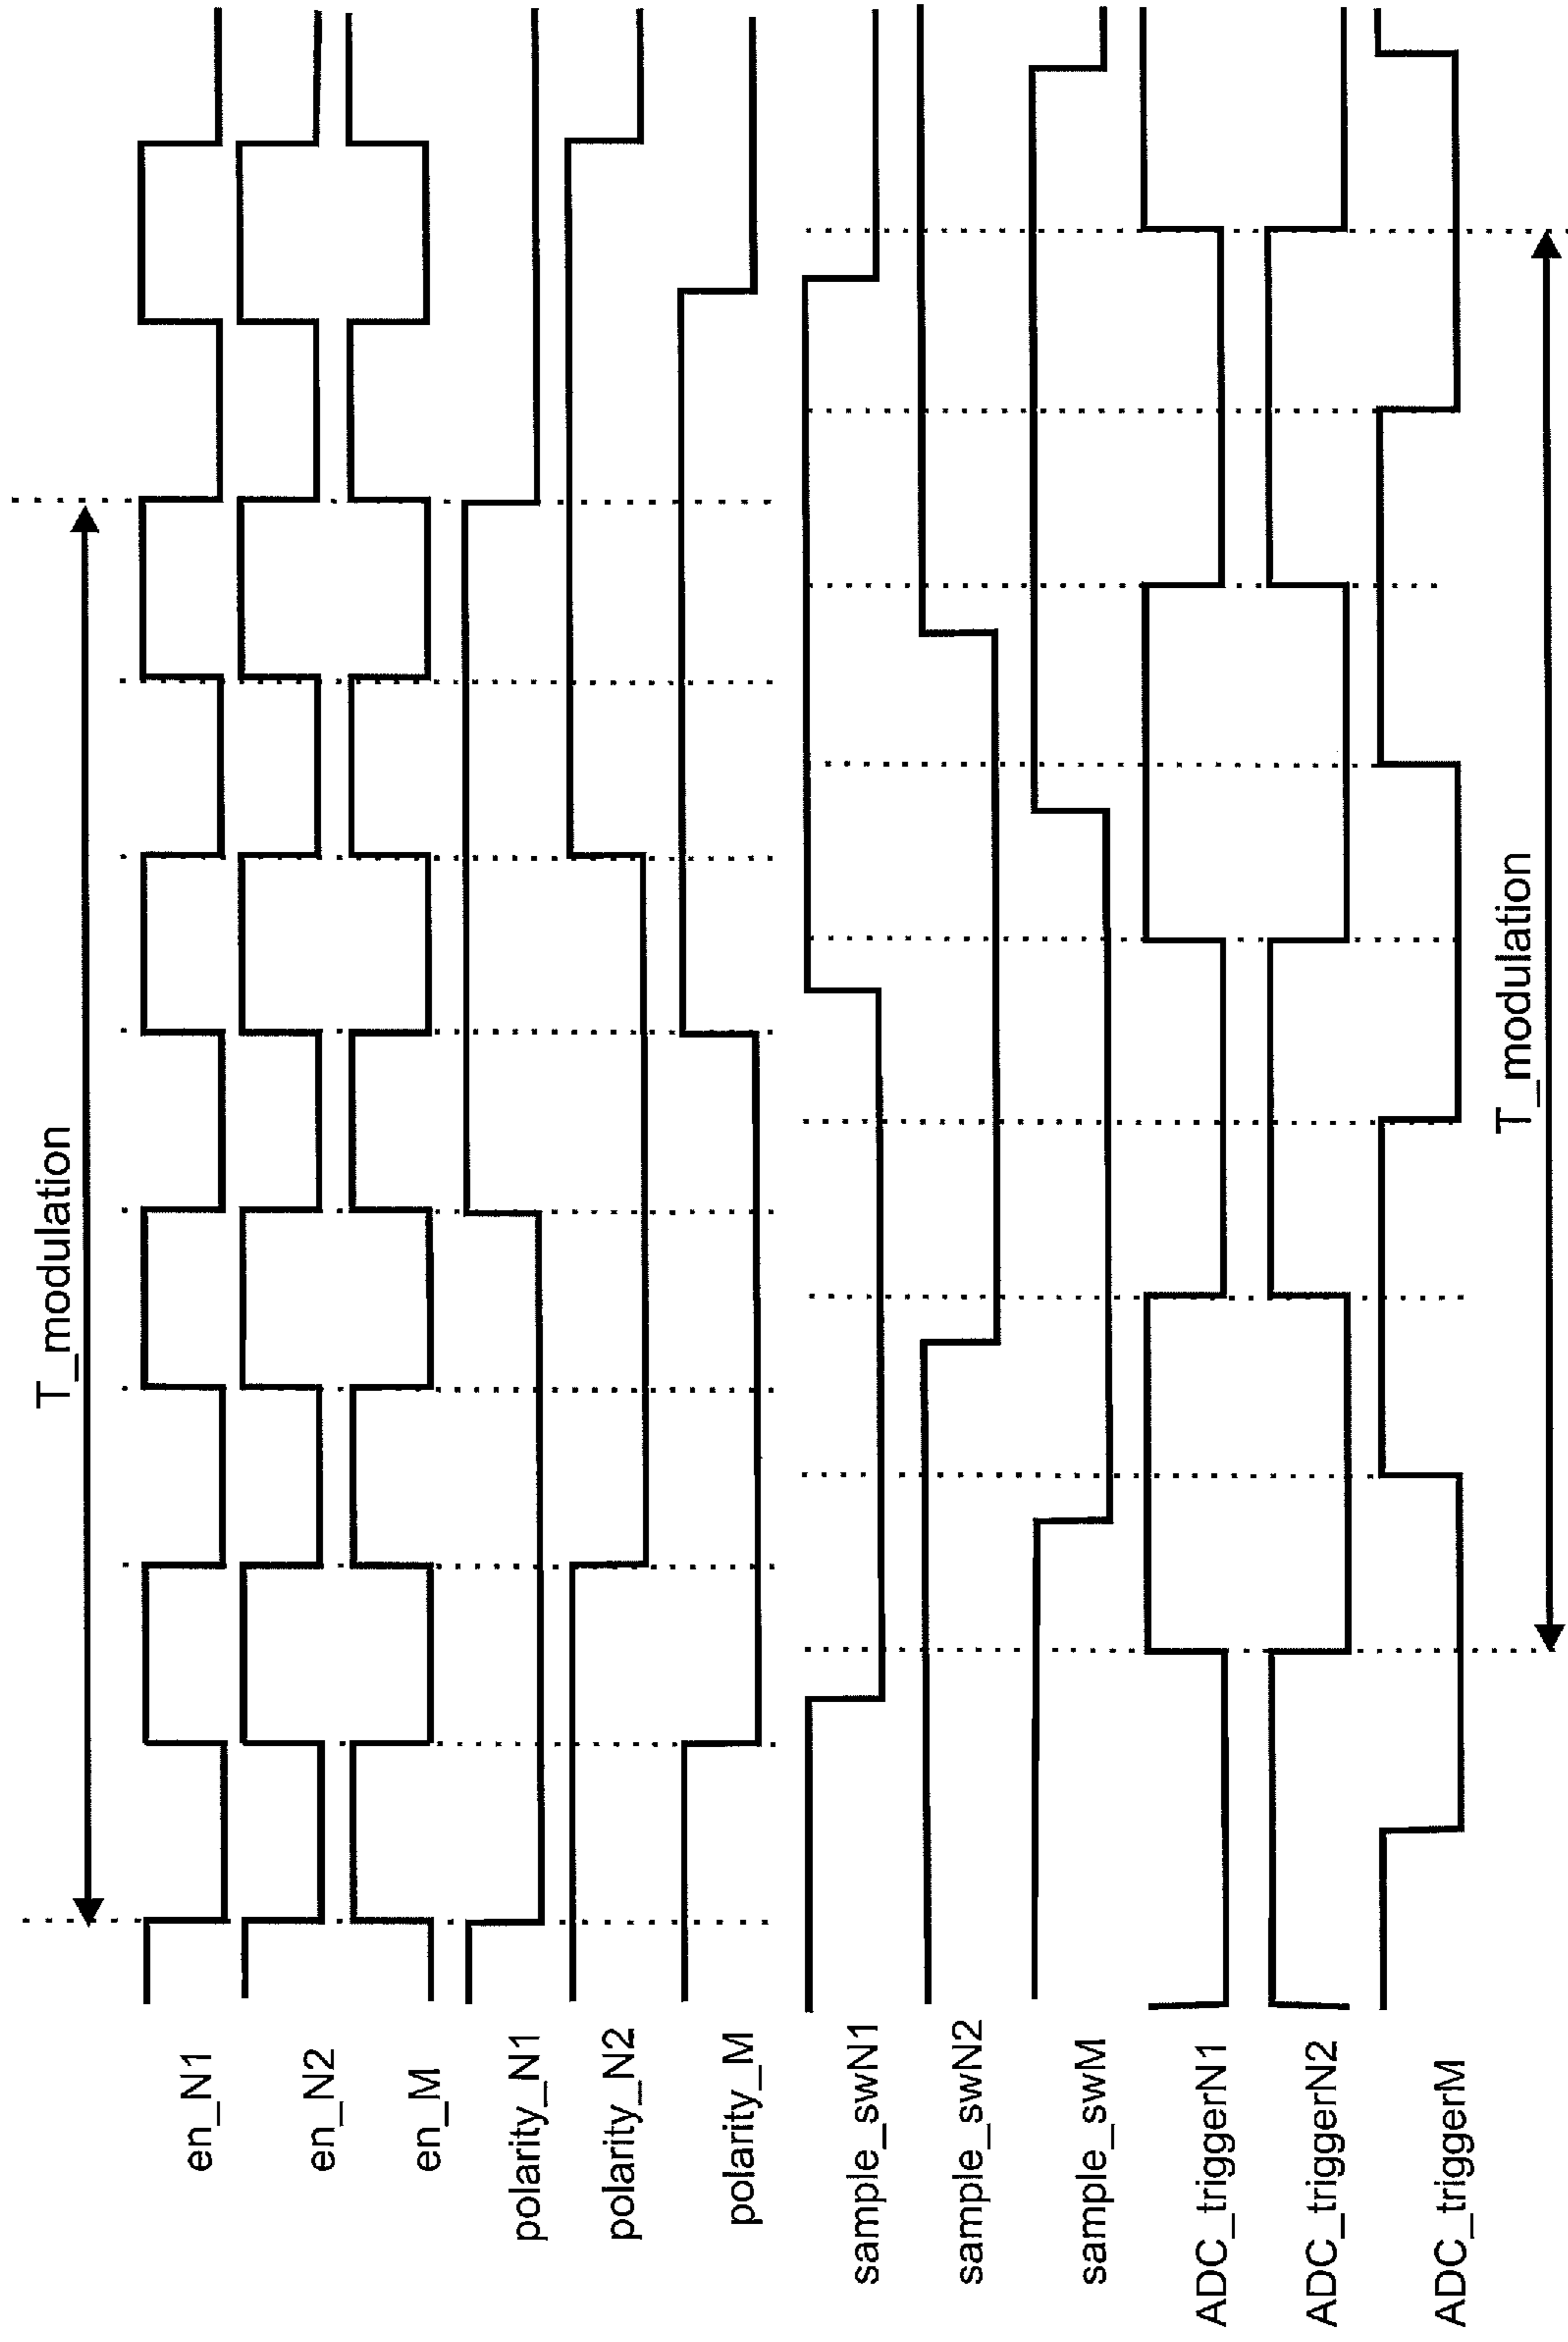 T_modulation
en_N1
en_N2
en_M
polarity_N1
polarity_N2
polarity_M
sample_swN1
sample_swN2
sample_swM
ADC_triggerN1
ADC_triggerN2
ADC_triggerM
T_modulation